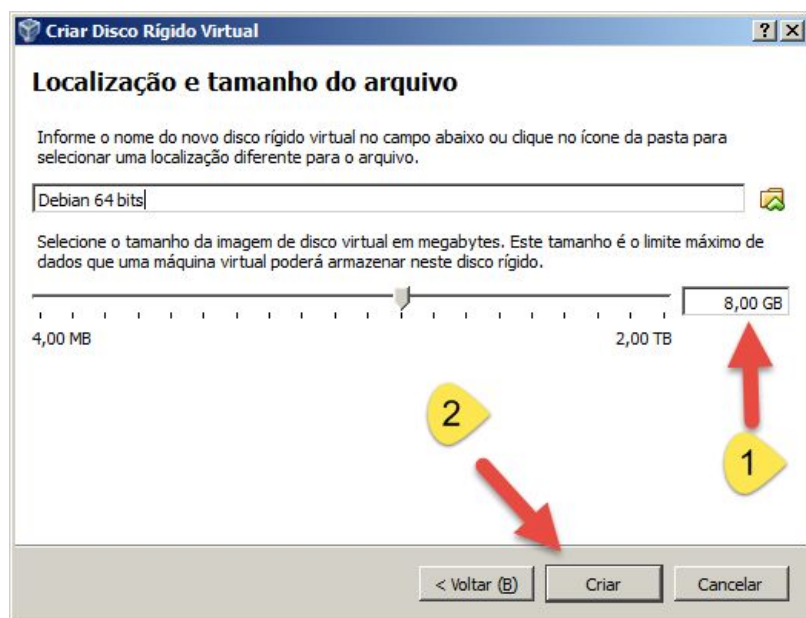 Criar Disco Rígido Virtual
Localização e tamanho do arquivo
Informe o nome do novo disco rígido virtual no campo abaixo ou clique no ícone da pasta para
selecionar uma localização diferente para o arquivo.
Debian 64 bits
Selecione o tamanho da imagem de disco virtual em megabytes. Este tamanho é o limite máximo de
dados que uma máquina virtual poderá armazenar neste disco rígido.
8,00 GB
4,00 MB 2,00 TB
2
1
< Voltar (B) Criar Cancelar